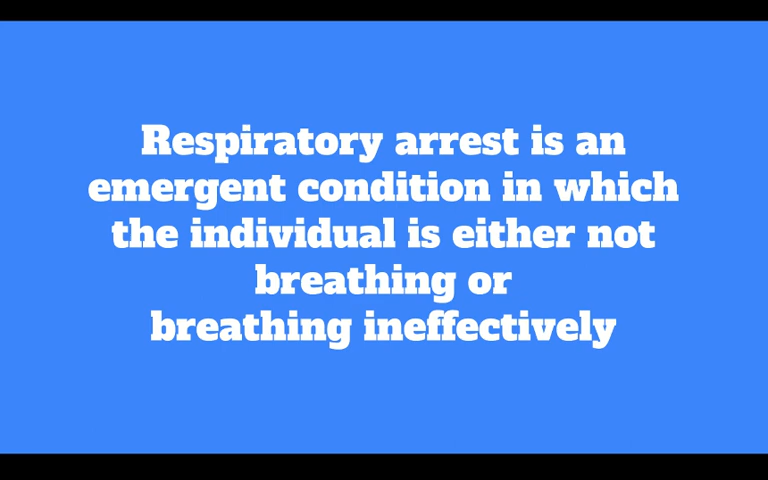 Respiratory arrest is an
emergent condition in which
the individual is either not
breathing or
breathing ineffectively